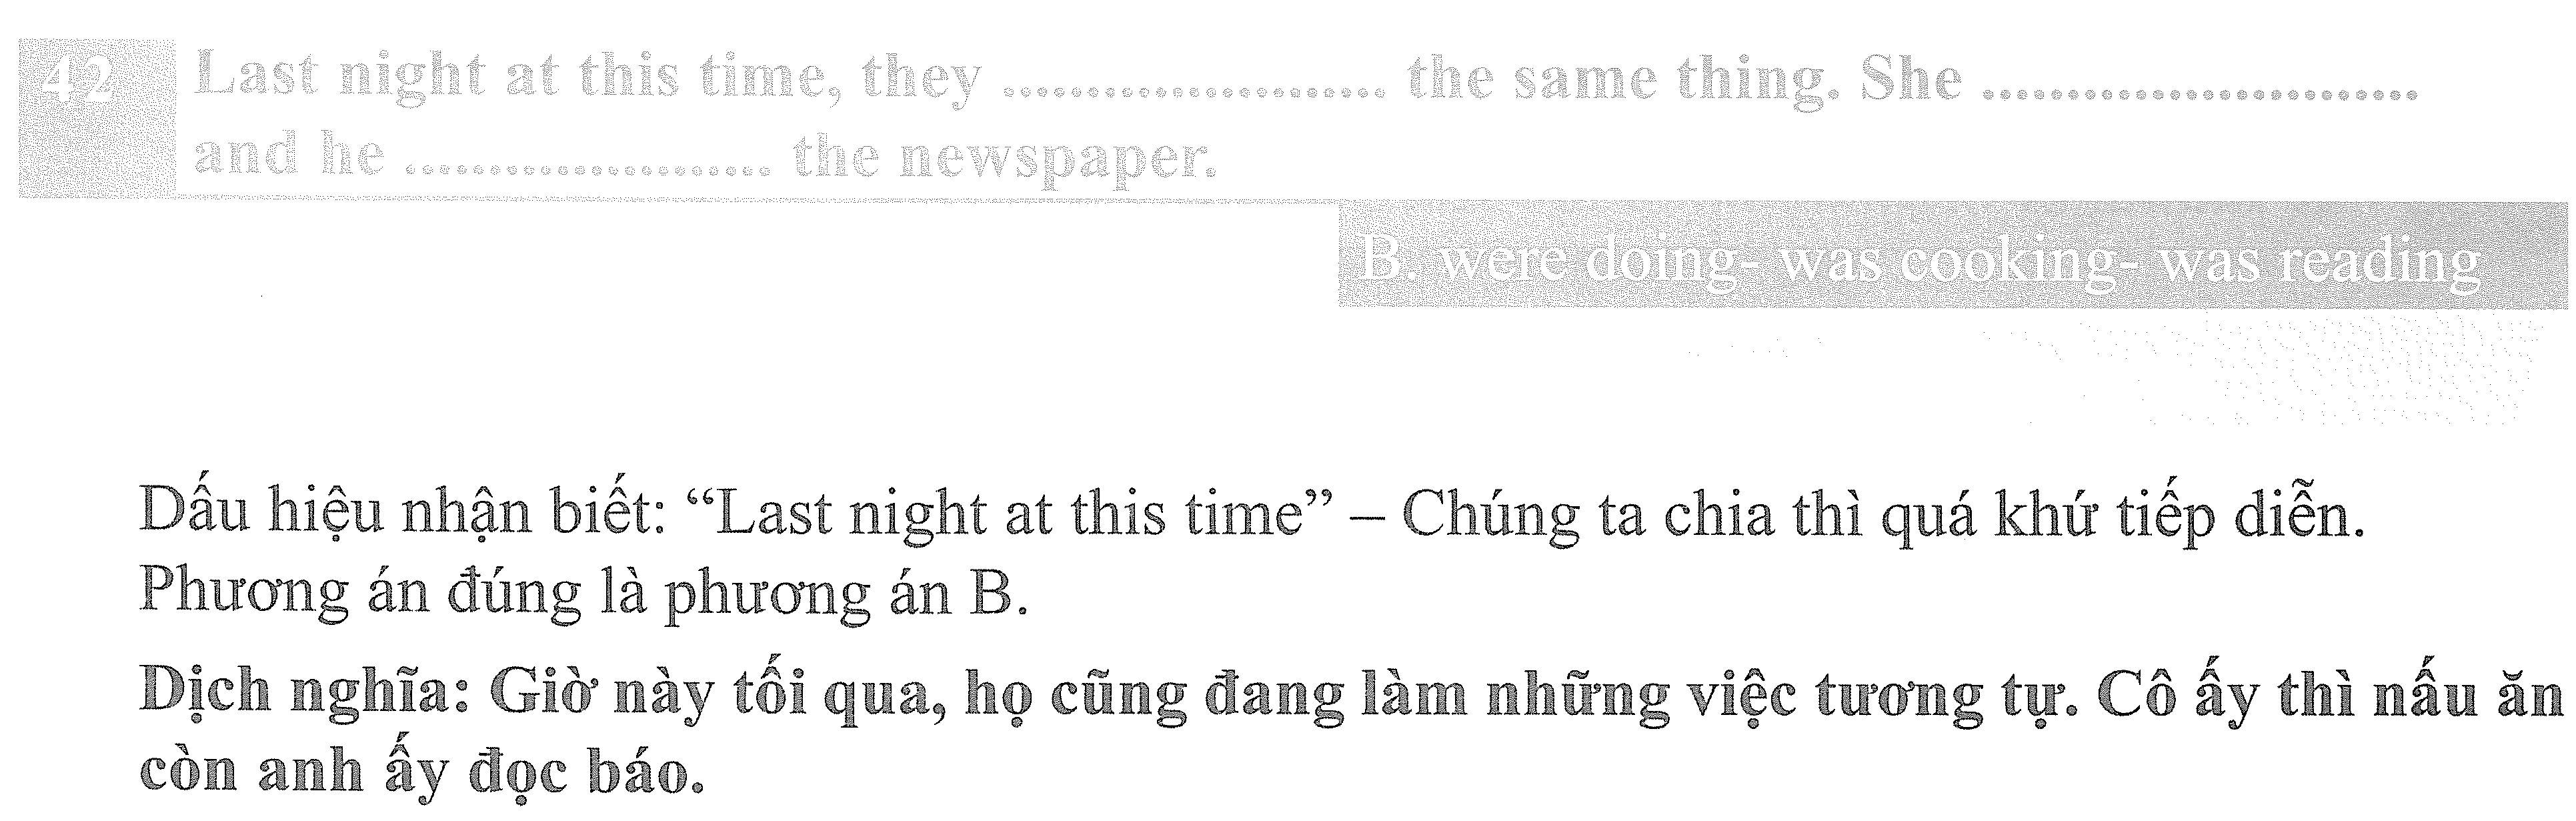 42 Last night at this time, they ...................... the same thing. She .........................
and he ...................... the newspaper.
B. were doing- was cooking- was reading
Dấu hiệu nhận biết: “Last night at this time” – Chúng ta chia thì quá khứ tiếp diễn.
Phương án đúng là phương án B.
Dịch nghĩa: Giờ này tối qua, họ cũng đang làm những việc tương tự. Cô ấy thì nấu ăn
còn anh ấy đọc báo.